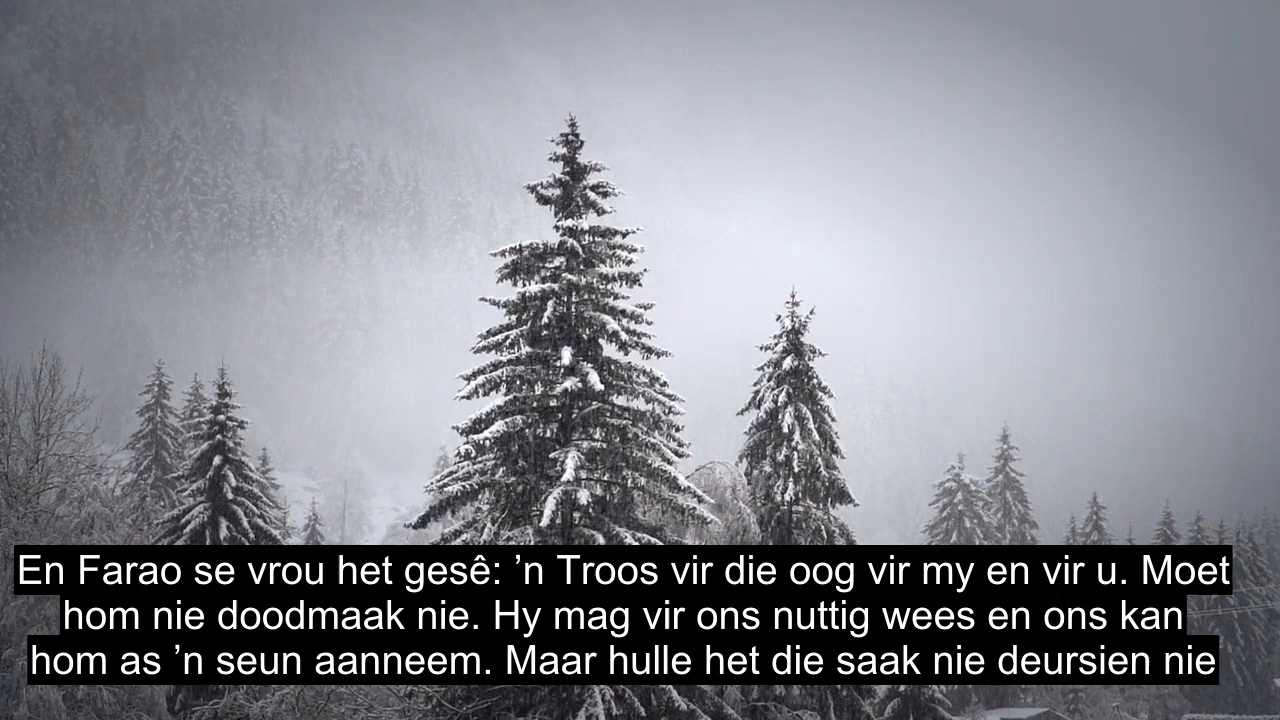 En Farao se vrou het gesê: ’n Troos vir die oog vir my en vir u. Moet
hom nie doodmaak nie. Hy mag vir ons nuttig wees en ons kan
hom as ’n seun aanneem. Maar hulle het die saak nie deursien nie